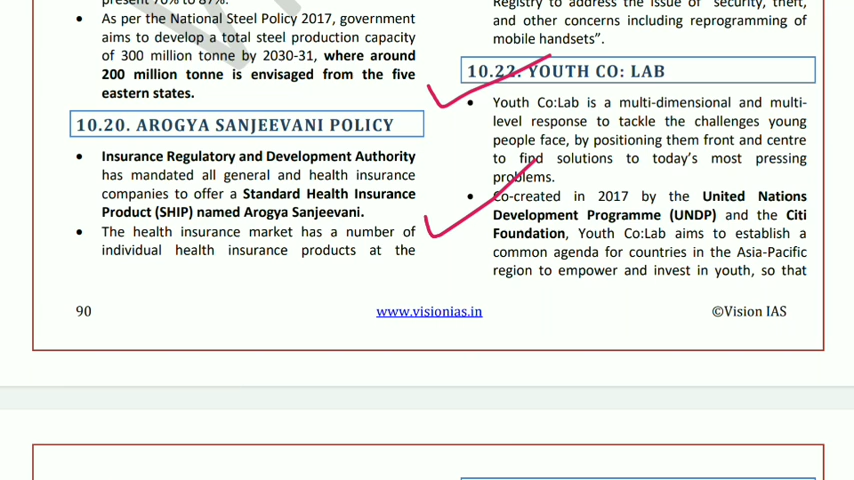 present 70% to 87%.
• As per the National Steel Policy 2017, government
aims to develop a total steel production capacity
of 300 million tonne by 2030-31, where around
200 million tonne is envisaged from the five
eastern states.
10.20. AROGYA SANJEEVANI POLICY
• Insurance Regulatory and Development Authority
has mandated all general and health insurance
companies to offer a Standard Health Insurance
Product (SHIP) named Arogya Sanjeevani.
• The health insurance market has a number of
individual health insurance products at the
Registry to address the issue of "security, theft,
and other concerns including reprogramming of
mobile handsets".
10.22. YOUTH CO: LAB
• Youth Co:Lab is a multi-dimensional and multi-
level response to tackle the challenges young
people face, by positioning them front and centre
to find solutions to today's most pressing
problems.
• Co-created in 2017 by the United Nations
Development Programme (UNDP) and the Citi
Foundation, Youth Co:Lab aims to establish a
common agenda for countries in the Asia-Pacific
region to empower and invest in youth, so that
90
www.visionias.in
©Vision IAS